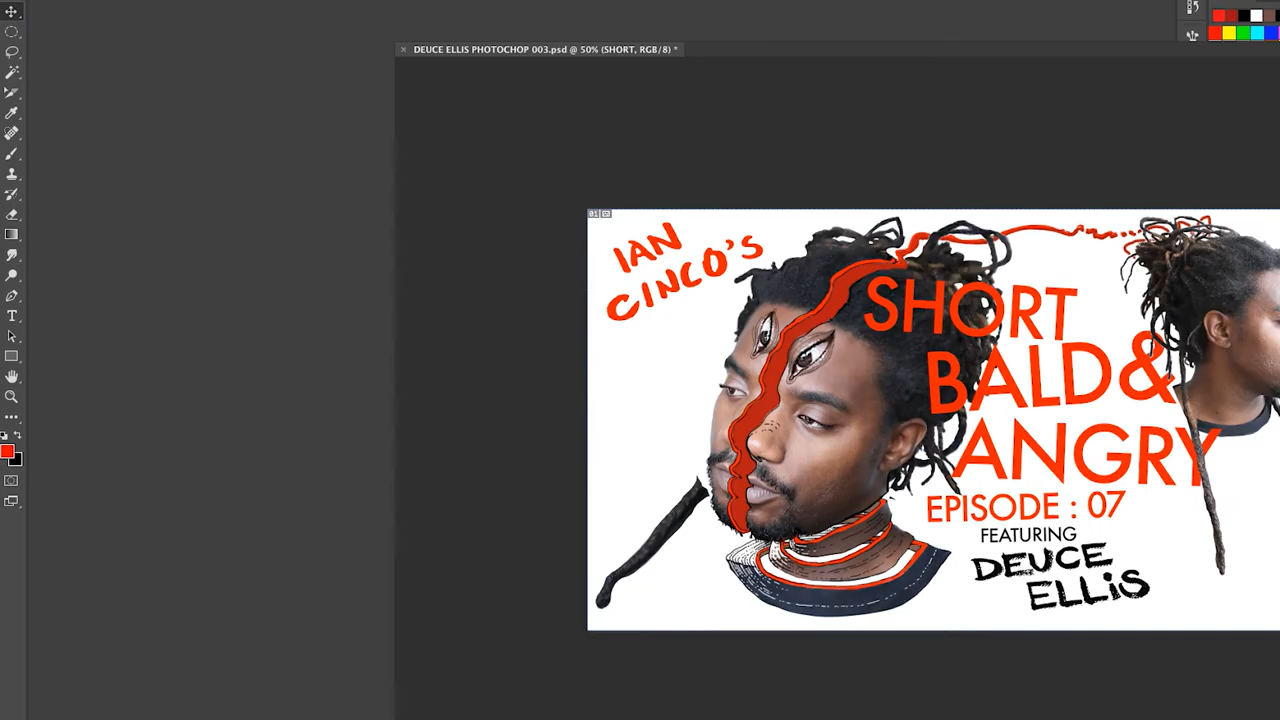 DEUCE ELLIS PHOTOCHOP 003.psd @ 50% (SHORT, RGB/8) *
01
IAN
CINCO'S
SHORT
BALD &
ANGRY
EPISODE : 07
FEATURING
DEUCE
ELLiS